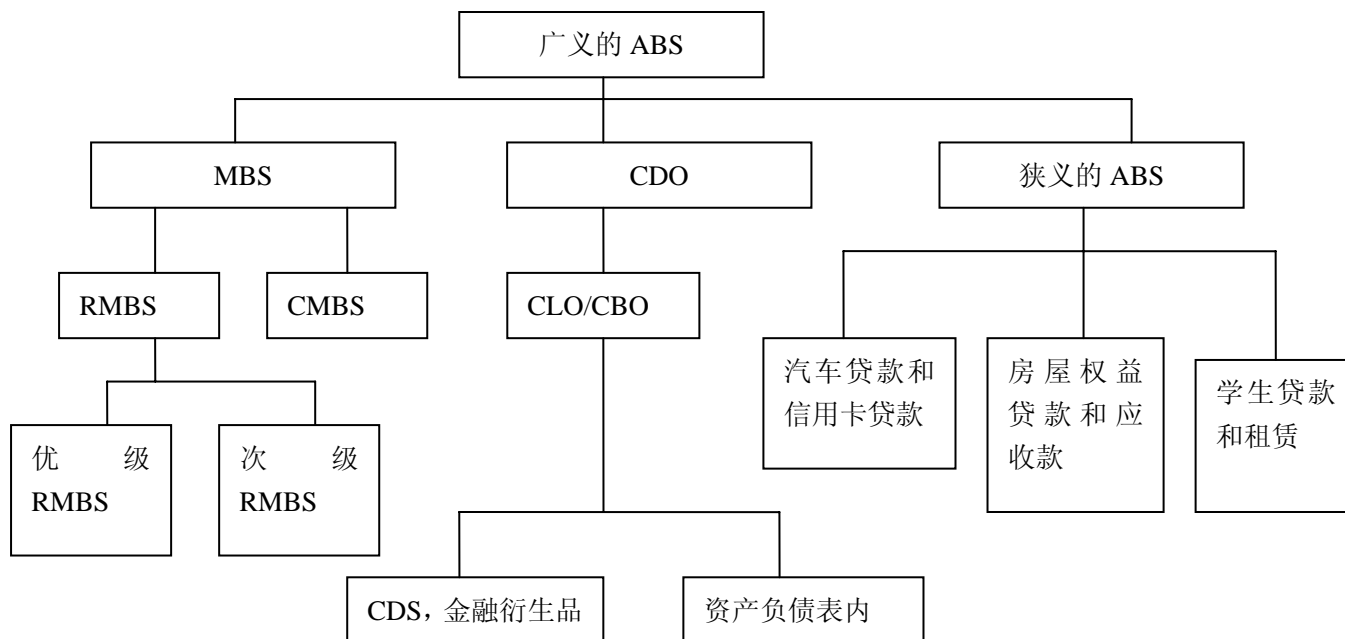 广义的 ABS
MBS
CDO
狭义的 ABS
RMBS
CMBS
CLO/CBO
汽车贷款和
信用卡贷款
房屋权益
贷款和应
收款
学生贷款
和租赁
优级
RMBS
次级
RMBS
CDS，金融衍生品
资产负债表内